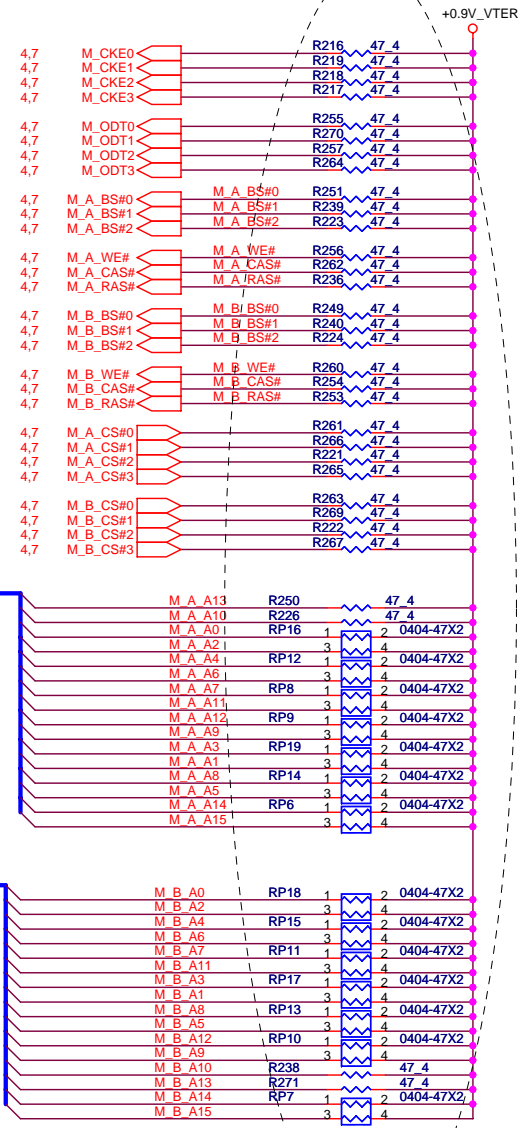 +0.9V_VTER
4,7 M_CKE0 R216 47_4
4,7 M_CKE1 R219 47_4
4,7 M_CKE2 R218 47_4
4,7 M_CKE3 R217 47_4
4,7 M_ODT0 R255 47_4
4,7 M_ODT1 R270 47_4
4,7 M_ODT2 R257 47_4
4,7 M_ODT3 R264 47_4
4,7 M_A_BS#0 M_A_BS#0 R251 47_4
4,7 M_A_BS#1 M_A_BS#1 R239 47_4
4,7 M_A_BS#2 M_A_BS#2 R223 47_4
4,7 M_A_WE# M_A_WE# R256 47_4
4,7 M_A_CAS# M_A_CAS# R262 47_4
4,7 M_A_RAS# M_A_RAS# R236 47_4
4,7 M_B_BS#0 M_B_BS#0 R249 47_4
4,7 M_B_BS#1 M_B_BS#1 R240 47_4
4,7 M_B_BS#2 M_B_BS#2 R224 47_4
4,7 M_B_WE# M_B_WE# R260 47_4
4,7 M_B_CAS# M_B_CAS# R254 47_4
4,7 M_B_RAS# M_B_RAS# R253 47_4
4,7 M_A_CS#0 R261 47_4
4,7 M_A_CS#1 R266 47_4
4,7 M_A_CS#2 R221 47_4
4,7 M_A_CS#3 R265 47_4
4,7 M_B_CS#0 R263 47_4
4,7 M_B_CS#1 R269 47_4
4,7 M_B_CS#2 R222 47_4
4,7 M_B_CS#3 R267 47_4
M_A_A13 R250 47_4
M_A_A10 R226 47_4
M_A_A0 RP16 1 2 0404-47X2
M_A_A2 3 4
M_A_A4 RP12 1 2 0404-47X2
M_A_A6 3 4
M_A_A7 RP8 1 2 0404-47X2
M_A_A11 3 4
M_A_A12 RP9 1 2 0404-47X2
M_A_A9 3 4
M_A_A3 RP19 1 2 0404-47X2
M_A_A1 3 4
M_A_A8 RP14 1 2 0404-47X2
M_A_A5 3 4
M_A_A14 RP6 1 2 0404-47X2
M_A_A15 3 4
M_B_A0 RP18 1 2 0404-47X2
M_B_A2 3 4
M_B_A4 RP15 1 2 0404-47X2
M_B_A6 3 4
M_B_A7 RP11 1 2 0404-47X2
M_B_A11 3 4
M_B_A3 RP17 1 2 0404-47X2
M_B_A1 3 4
M_B_A8 RP13 1 2 0404-47X2
M_B_A5 3 4
M_B_A12 RP10 1 2 0404-47X2
M_B_A9 3 4
M_B_A10 R238 47_4
M_B_A13 R271 47_4
M_B_A14 RP7 1 2 0404-47X2
M_B_A15 3 4